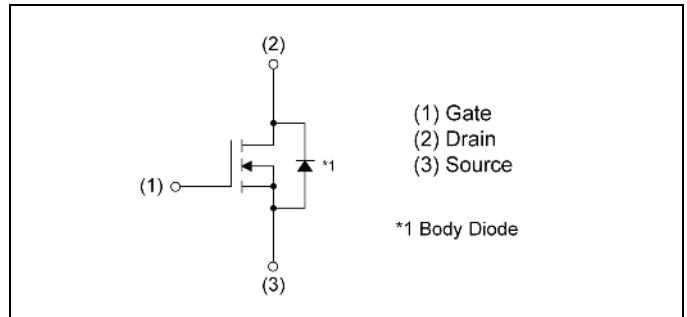 (2)
(1) Gate
(2) Drain
(3) Source
*1
(1)
*1 Body Diode
(3)